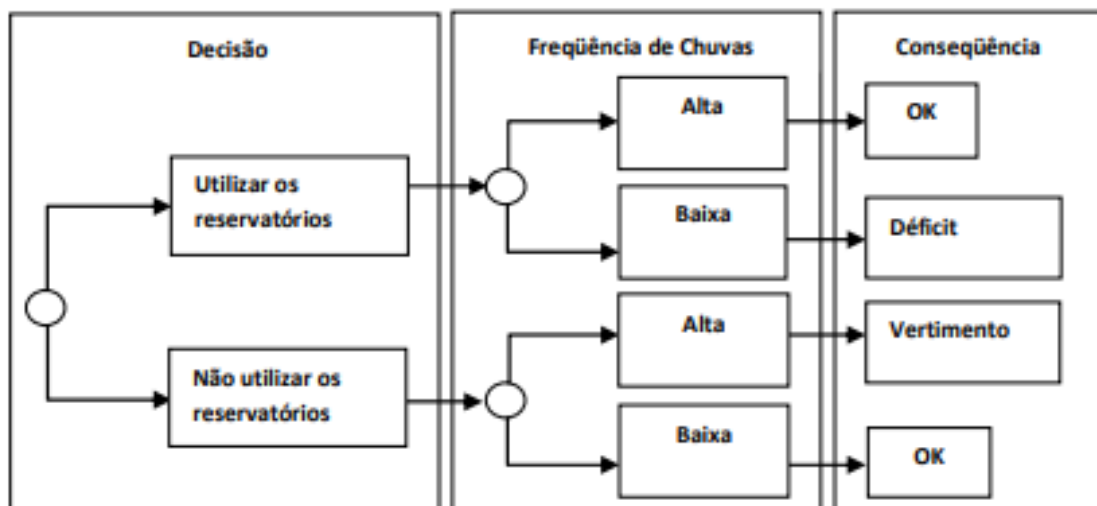 Decisão
Freqüência de Chuvas
Conseqüência
Alta
OK
Utilizar os
reservatórios
Baixa
Déficit
Alta
Vertimento
Não utilizar os
reservatórios
Baixa
OK